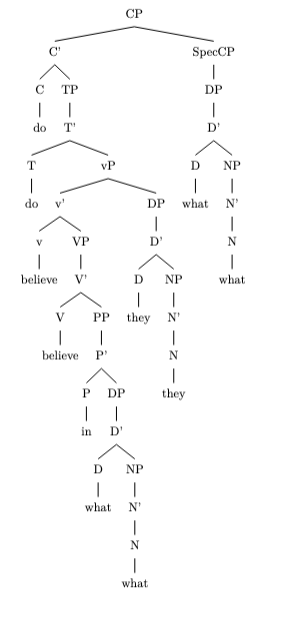 CP
C' SpecCP
C TP DP
do T' D'
T vP D NP
do v' DP what N'
v VP D' N
believe V' D NP what
V PP they N'
believe P' N
P DP they
in D'
D NP
what N'
N
what